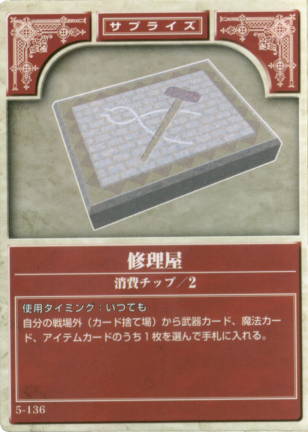 サプライズ
修理屋
消費チップ/2
使用タイミング:いつでも
自分の戦場外(カード捨て場)から武器カード、魔法カー
ド、アイテムカードのうち1枚を選んで手札に入れる。
5-136